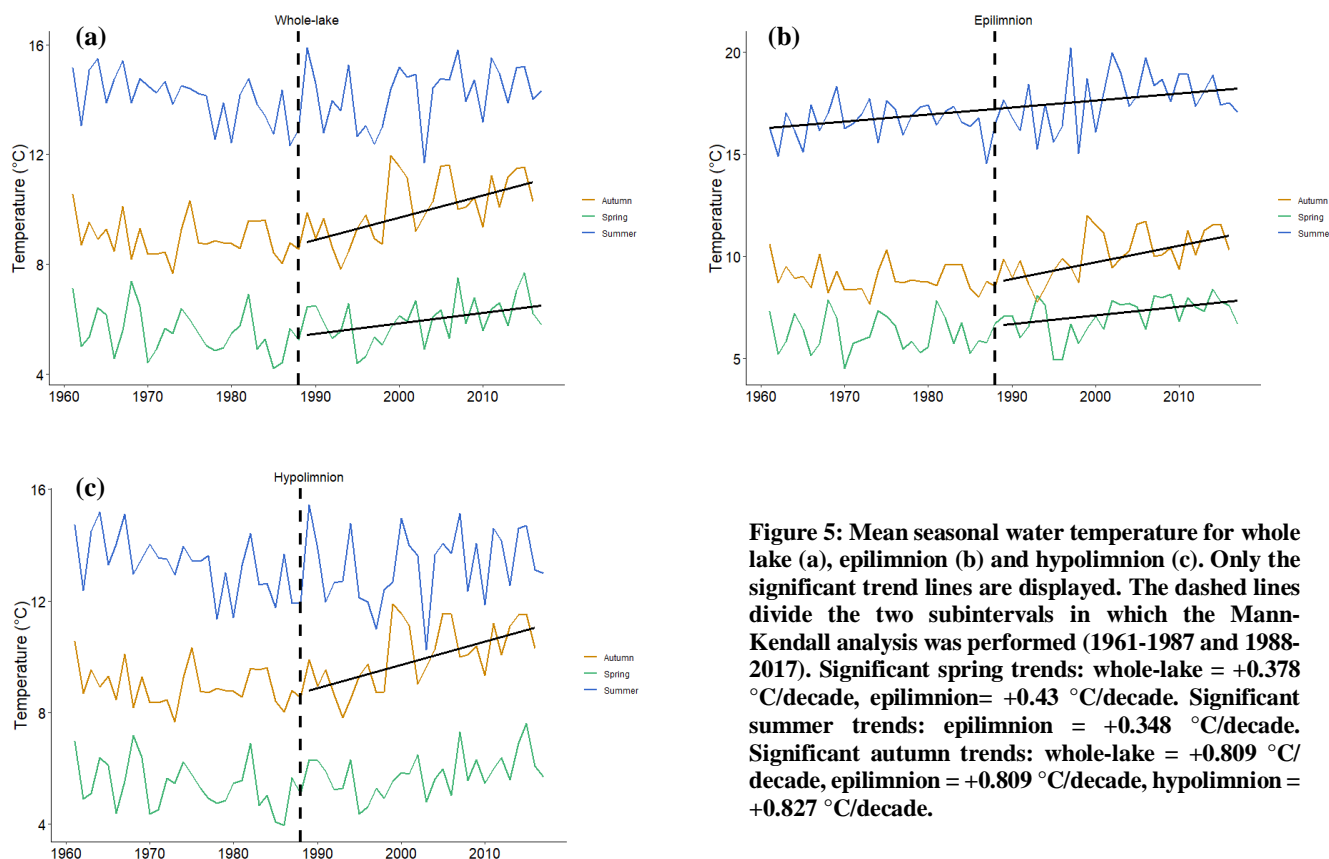 Whole-lake
(a)
16
12
8
4
Temperature (°C)
1960 1970 1980 1990 2000 2010
Autumn
Spring
Summer
Epilimnion
(b)
20
15
10
5
Temperature (°C)
1960 1970 1980 1990 2000 2010
Autumn
Spring
Summer
Hypolimnion
(c)
16
12
8
4
Temperature (°C)
1960 1970 1980 1990 2000 2010
Autumn
Spring
Summer
Figure 5: Mean seasonal water temperature for whole
lake (a), epilimnion (b) and hypolimnion (c). Only the
significant trend lines are displayed. The dashed lines
divide the two subintervals in which the Mann-
Kendall analysis was performed (1961-1987 and 1988-
2017). Significant spring trends: whole-lake = +0.378
°C/decade, epilimnion= +0.43 °C/decade. Significant
summer trends: epilimnion = +0.348 °C/decade.
Significant autumn trends: whole-lake = +0.809 °C/
decade, epilimnion = +0.809 °C/decade, hypolimnion =
+0.827 °C/decade.